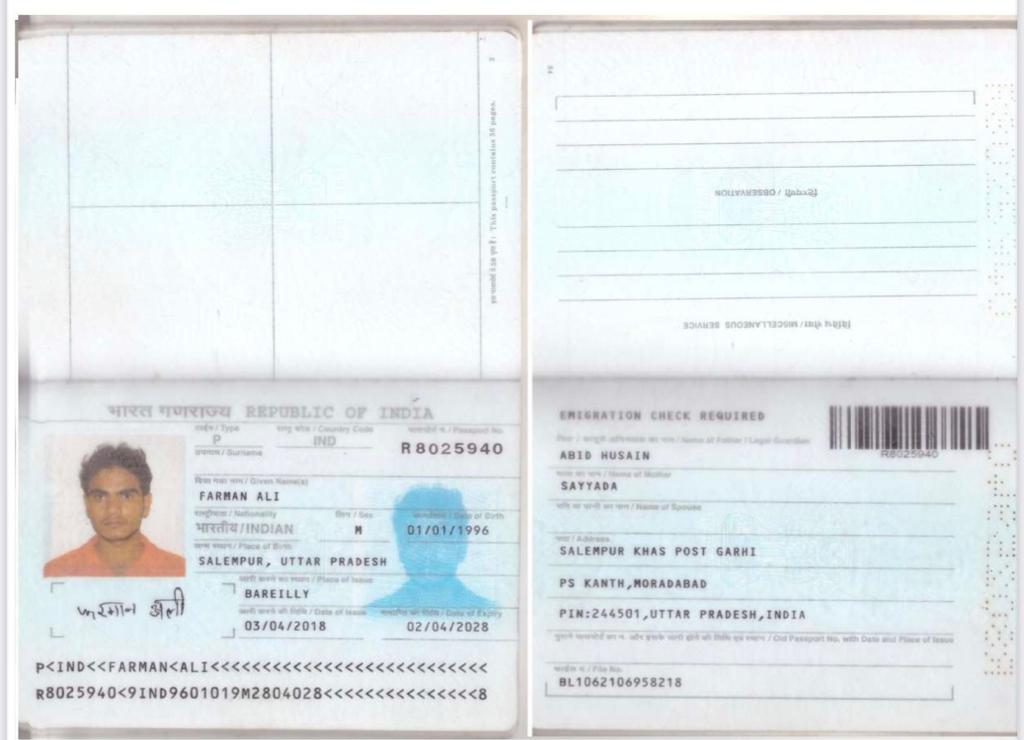 इस पासपोर्ट में 36 पृष्ठ हैं। This passport contains 36 pages.
भारत गणराज्य REPUBLIC OF INDIA
टाईप / Type
राष्ट्र कोड / Country Code
पासपोर्ट न. / Passport No.
P
IND
R8025940
उपनाम / Surname
दिया गया नाम / Given Name(s)
FARMAN ALI
राष्ट्रीयता / Nationality
लिंग / Sex
जन्मतिथि / Date of Birth
भारतीय/INDIAN
M
01/01/1996
जन्म स्थान / Place of Birth
SALEMPUR, UTTAR PRADESH
जारी करने का स्थान / Place of Issue
BAREILLY
जारी करने की तिथि / Date of Issue
समाप्ति की तिथि / Date of Expiry
03/04/2018
02/04/2028
फरमान अली
P<IND<<FARMAN<ALI<<<<<<<<<<<<<<<<<<<<<<<<<<<
R8025940<9IND9601019M2804028<<<<<<<<<<<<<<<8
34
टिप्पणी / OBSERVATION
विविध सेवा / MISCELLANEOUS SERVICE
EMIGRATION CHECK REQUIRED
R8025940
पिता / कानूनी अभिभावक का नाम / Name of Father / Legal Guardian
ABID HUSAIN
माता का नाम / Name of Mother
SAYYADA
पति या पत्नी का नाम / Name of Spouse
पता / Address
SALEMPUR KHAS POST GARHI
PS KANTH,MORADABAD
PIN:244501,UTTAR PRADESH,INDIA
पुराने पासपोर्ट का न. और इसके जारी होने की तिथि एवं स्थान / Old Passport No. with Date and Place of Issue
फाईल न. / File No.
BL1062106958218